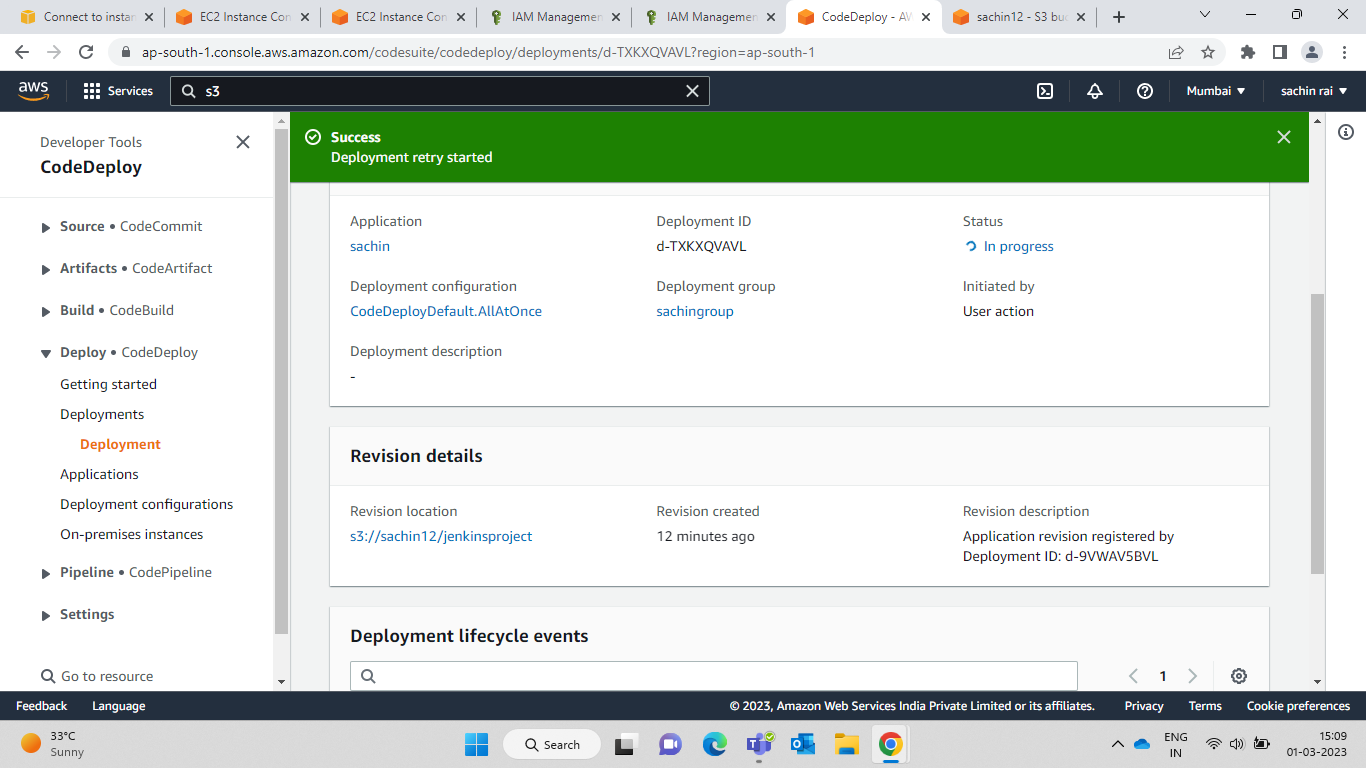 Connect to instan
EC2 Instance Con
EC2 Instance Con
IAM Managemen
IAM Managemen
CodeDeploy - AW
sachin12 - S3 buc
ap-south-1.console.aws.amazon.com/codesuite/codedeploy/deployments/d-TXKXQVAVL?region=ap-south-1
aws
Services
s3
Mumbai
sachin rai
Developer Tools
CodeDeploy
Source • CodeCommit
Artifacts • CodeArtifact
Build • CodeBuild
Deploy • CodeDeploy
Getting started
Deployments
Deployment
Applications
Deployment configurations
On-premises instances
Pipeline • CodePipeline
Settings
Go to resource
Success
Deployment retry started
Application
sachin
Deployment ID
d-TXKXQVAVL
Status
In progress
Deployment configuration
CodeDeployDefault.AllAtOnce
Deployment group
sachingroup
Initiated by
User action
Deployment description
-
Revision details
Revision location
s3://sachin12/jenkinsproject
Revision created
12 minutes ago
Revision description
Application revision registered by
Deployment ID: d-9VWAV5BVL
Deployment lifecycle events
1
Feedback
Language
© 2023, Amazon Web Services India Private Limited or its affiliates.
Privacy
Terms
Cookie preferences
33°C
Sunny
Search
ENG
IN
15:09
01-03-2023